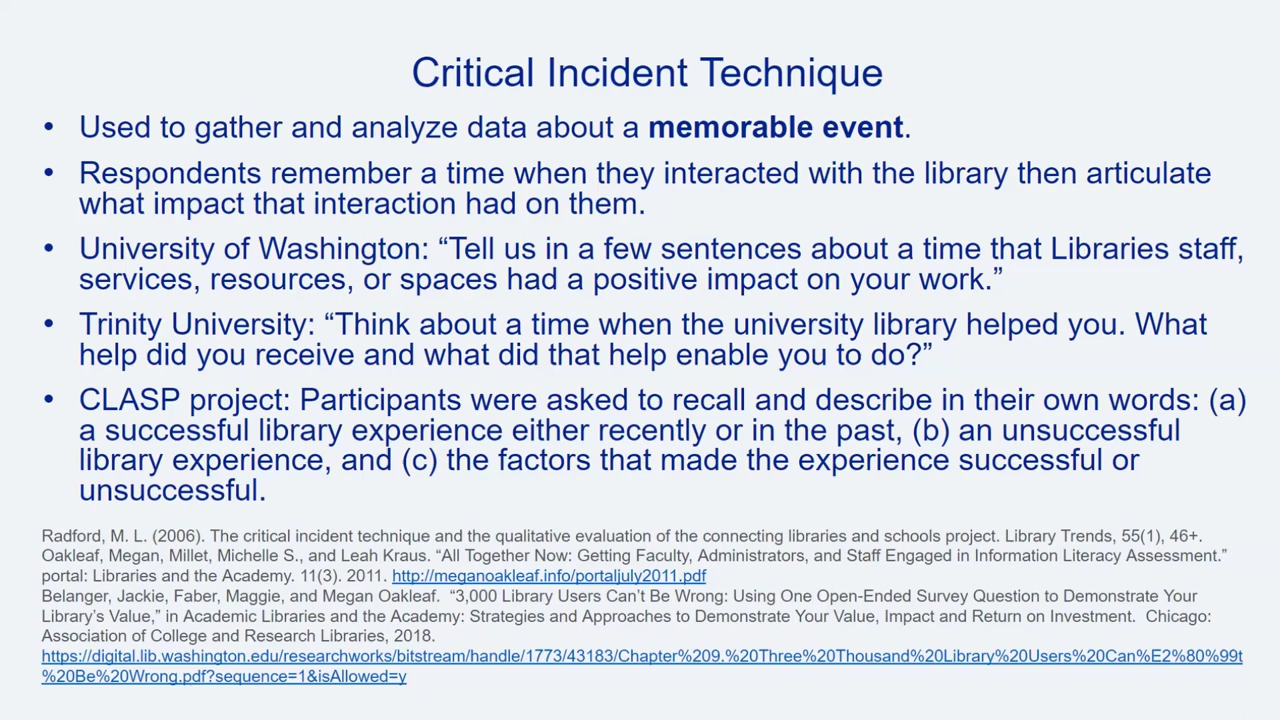 Critical Incident Technique
• Used to gather and analyze data about a memorable event.
• Respondents remember a time when they interacted with the library then articulate
what impact that interaction had on them.
• University of Washington: “Tell us in a few sentences about a time that Libraries staff,
services, resources, or spaces had a positive impact on your work.”
• Trinity University: “Think about a time when the university library helped you. What
help did you receive and what did that help enable you to do?”
• CLASP project: Participants were asked to recall and describe in their own words: (a)
a successful library experience either recently or in the past, (b) an unsuccessful
library experience, and (c) the factors that made the experience successful or
unsuccessful.
Radford, M. L. (2006). The critical incident technique and the qualitative evaluation of the connecting libraries and schools project. Library Trends, 55(1), 46+.
Oakleaf, Megan, Millet, Michelle S., and Leah Kraus. “All Together Now: Getting Faculty, Administrators, and Staff Engaged in Information Literacy Assessment.”
portal: Libraries and the Academy. 11(3). 2011. http://meganoakleaf.info/portaljuly2011.pdf
Belanger, Jackie, Faber, Maggie, and Megan Oakleaf. “3,000 Library Users Can’t Be Wrong: Using One Open-Ended Survey Question to Demonstrate Your
Library’s Value,” in Academic Libraries and the Academy: Strategies and Approaches to Demonstrate Your Value, Impact and Return on Investment. Chicago:
Association of College and Research Libraries, 2018.
https://digital.lib.washington.edu/researchworks/bitstream/handle/1773/43183/Chapter%209.%20Three%20Thousand%20Library%20Users%20Can%E2%80%99t
%20Be%20Wrong.pdf?sequence=1&isAllowed=y